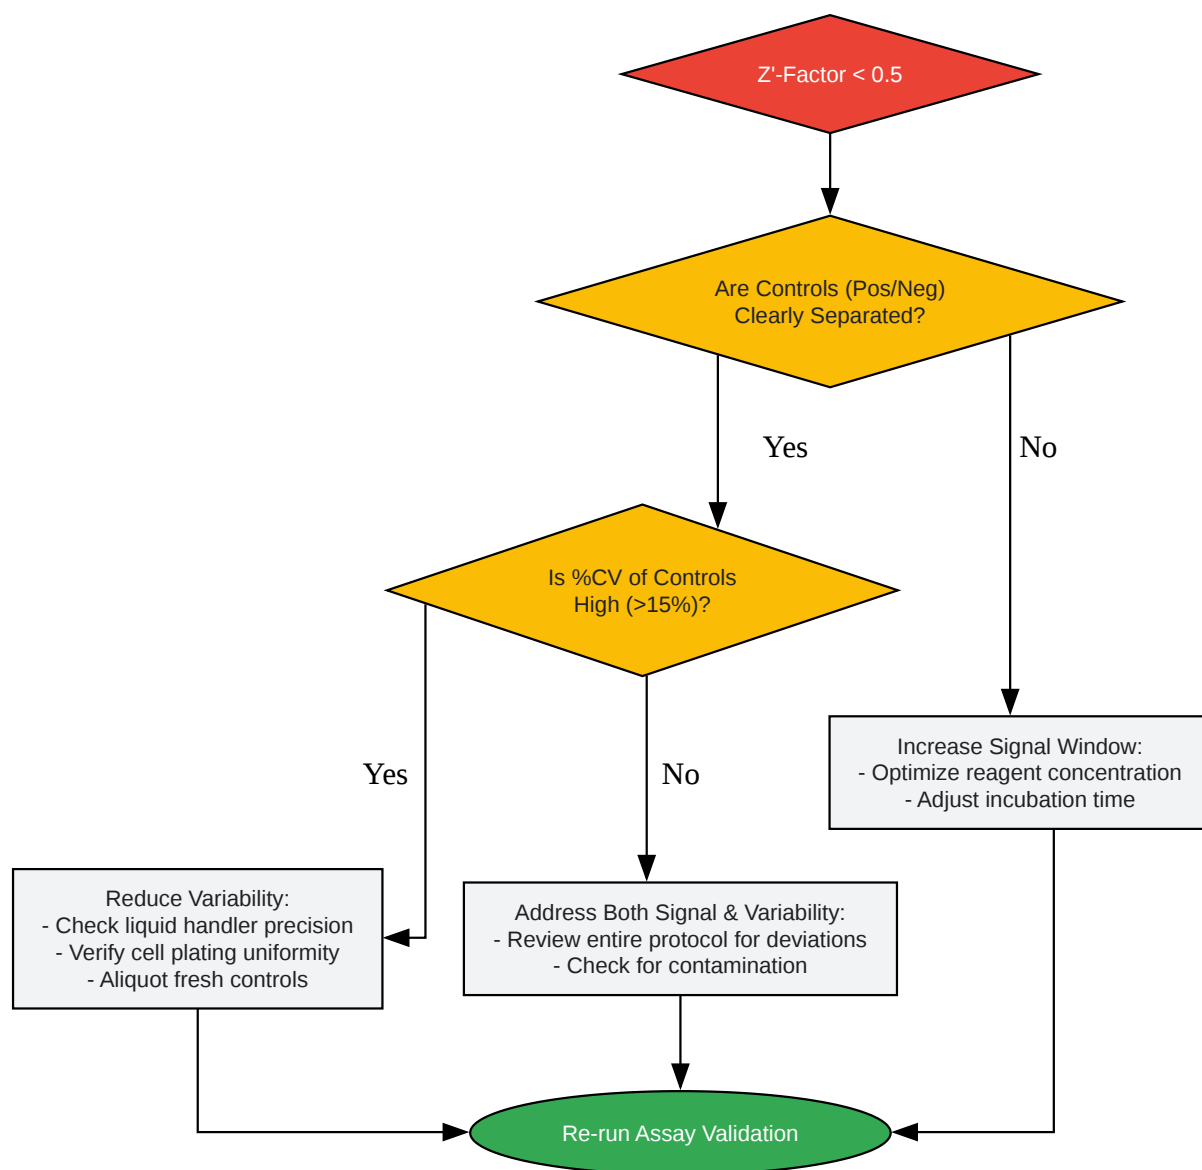 Z'-Factor < 0.5
Are Controls (Pos/Neg)
Clearly Separated?
Yes
No
Is %CV of Controls
High (>15%)?
Increase Signal Window:
- Optimize reagent concentration
- Adjust incubation time
Yes
No
Reduce Variability:
- Check liquid handler precision
- Verify cell plating uniformity
- Aliquot fresh controls
Address Both Signal & Variability:
- Review entire protocol for deviations
- Check for contamination
Re-run Assay Validation